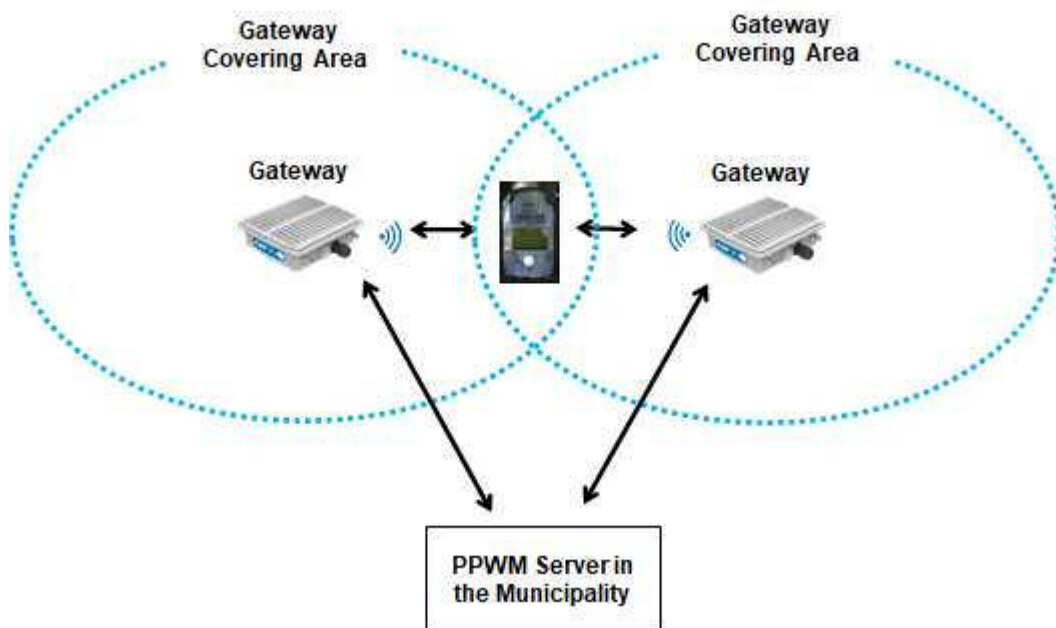 Gateway
Covering Area
Gateway
Covering Area
Gateway
Gateway
PPWM Server in
the Municipality